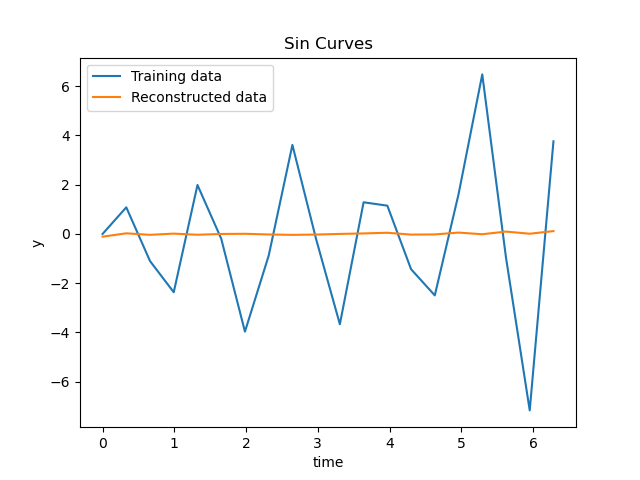 Sin Curves
Training data
Reconstructed data
6
4
2
0
−2
−4
−6
y
0 1 2 3 4 5 6
time